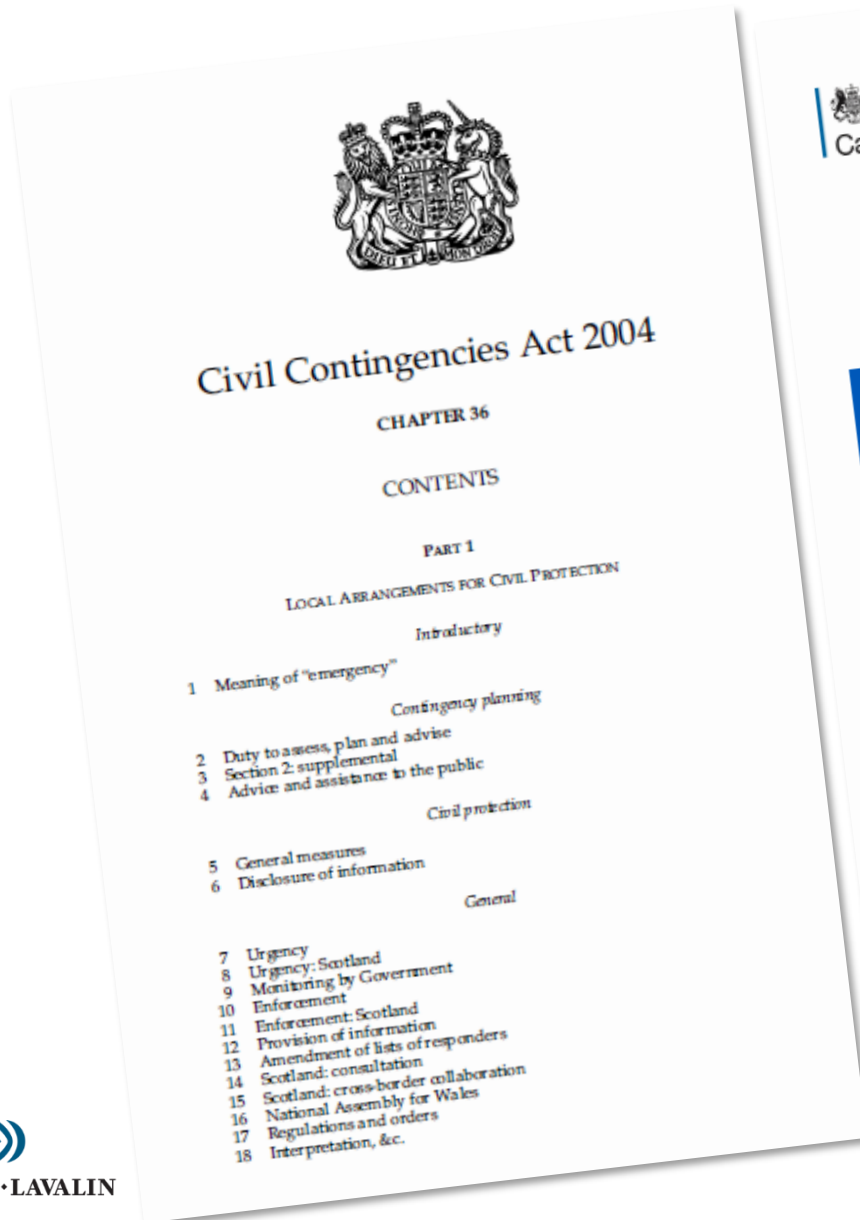 DIEU ET MON DROIT
Civil Contingencies Act 2004
CHAPTER 36
CONTENTS
PART 1
LOCAL ARRANGEMENTS FOR CIVIL PROTECTION
Introductory
1 Meaning of “emergency”
Contingency planning
2 Duty to assess, plan and advise
3 Section 2: supplemental
4 Advice and assistance to the public
Civil protection
5 General measures
6 Disclosure of information
General
7 Urgency
8 Urgency: Scotland
9 Monitoring by Government
10 Enforcement
11 Enforcement: Scotland
12 Provision of information
13 Amendment of lists of responders
14 Scotland: consultation
15 Scotland: cross-border collaboration
16 National Assembly for Wales
17 Regulations and orders
18 Interpretation, &c.
Ca
•LAVALIN